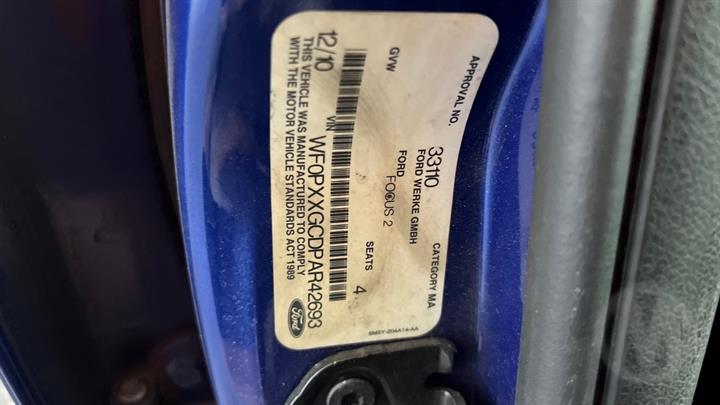 APPROVAL NO. 33110 CATEGORY MA
FORD WERKE GMBH
FORD FOCUS 2
GVW SEATS 4
VIN
12/10 WF0PXXGCDPAR42693
THIS VEHICLE WAS MANUFACTURED TO COMPLY
WITH THE MOTOR VEHICLE STANDARDS ACT 1989
Ford